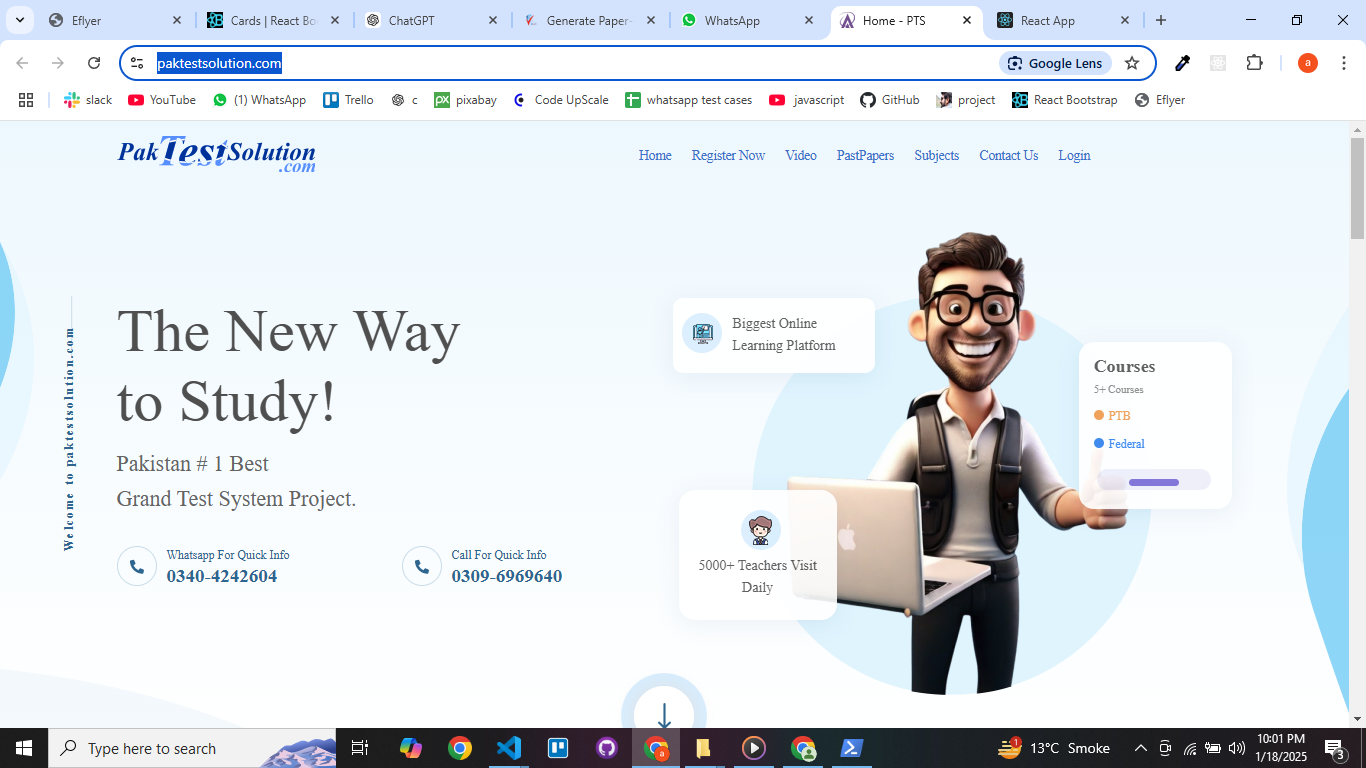 Eflyer
Cards | React Bo
ChatGPT
Generate Paper-
WhatsApp
Home - PTS
React App
paktestsolution.com
Google Lens
a
slack
YouTube
(1) WhatsApp
Trello
c
pixabay
Code UpScale
whatsapp test cases
javascript
GitHub
project
React Bootstrap
Eflyer
PakTestSolution
.com
Home
Register Now
Video
PastPapers
Subjects
Contact Us
Login
Welcome to paktestsolution.com
The New Way
to Study!
Pakistan # 1 Best
Grand Test System Project.
Whatsapp For Quick Info
0340-4242604
Call For Quick Info
0309-6969640
Biggest Online
Learning Platform
Courses
5+ Courses
PTB
Federal
5000+ Teachers Visit
Daily
Type here to search
a
1
13°C Smoke
10:01 PM
1/18/2025
3